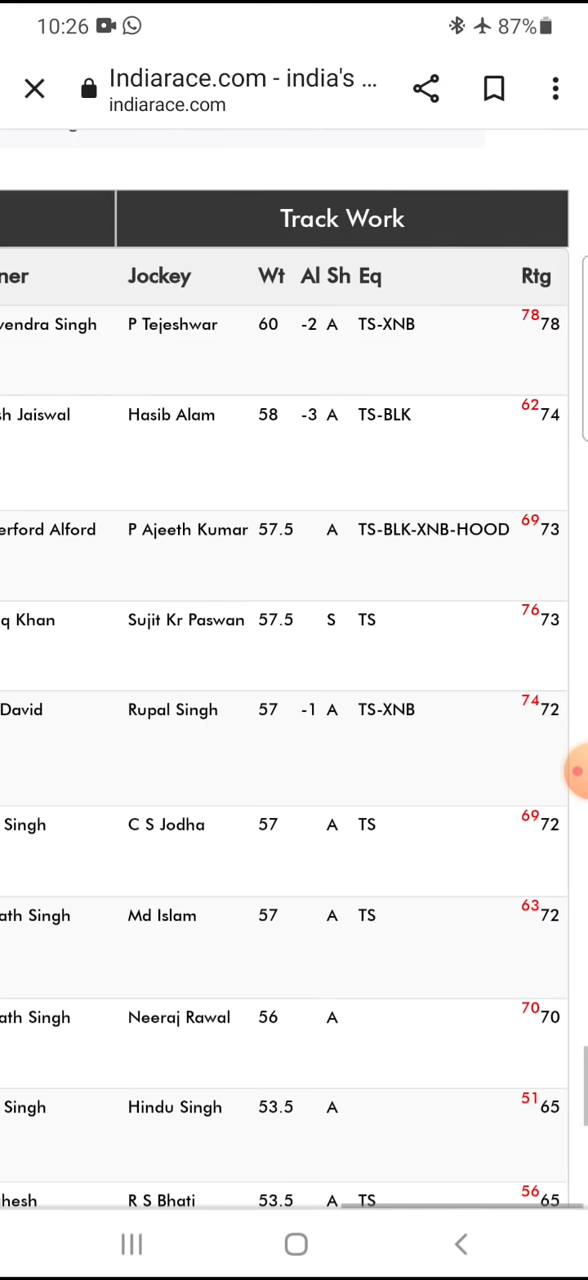 10:26 87%
Indiarace.com - india's ...
indiarace.com
Track Work
ner Jockey Wt Al Sh Eq Rtg
vendra Singh P Tejeshwar 60 -2 A TS-XNB 78 78
sh Jaiswal Hasib Alam 58 -3 A TS-BLK 62 74
erford Alford P Ajeeth Kumar 57.5 A TS-BLK-XNB-HOOD 69 73
q Khan Sujit Kr Paswan 57.5 S TS 76 73
David Rupal Singh 57 -1 A TS-XNB 74 72
Singh C S Jodha 57 A TS 69 72
ath Singh Md Islam 57 A TS 63 72
ath Singh Neeraj Rawal 56 A 70 70
Singh Hindu Singh 53.5 A 51 65
hesh R S Bhati 53.5 A TS 56 65